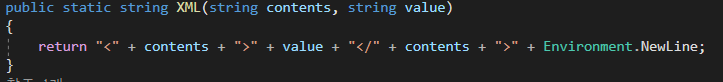 public static string XML(string contents, string value)
{
return "<" + contents + ">" + value + "</" + contents + ">" + Environment.NewLine;
}